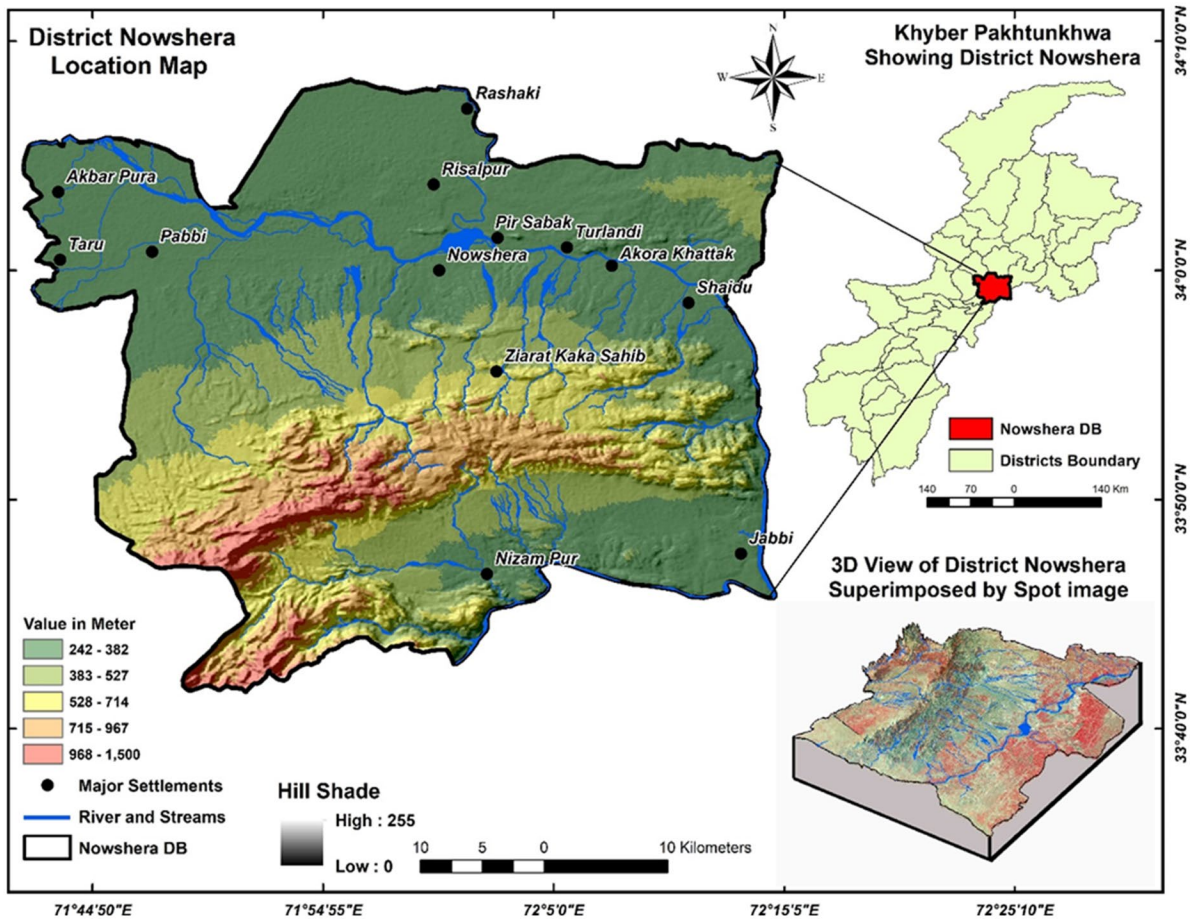 District Nowshera
Location Map
N
W
E
S
Khyber Pakhtunkhwa
Showing District Nowshera
34°10'0"N
Rashaki
Risalpur
Akbar Pura
Pir Sabak
Turlandi
Taru
Pabbi
Nowshera
Akora Khattak
34°0'0"N
Shaidu
Ziarat Kaka Sahib
Nowshera DB
Districts Boundary
140 70 0 140 Km
33°50'0"N
Jabbi
Nizam Pur
3D View of District Nowshera
Superimposed by Spot image
Value in Meter
242 - 382
383 - 527
528 - 714
715 - 967
968 - 1,500
33°40'0"N
Major Settlements
River and Streams
Nowshera DB
Hill Shade
High : 255
Low : 0
10 5 0 10 Kilometers
71°44'50"E
71°54'55"E
72°5'0"E
72°15'5"E
72°25'10"E